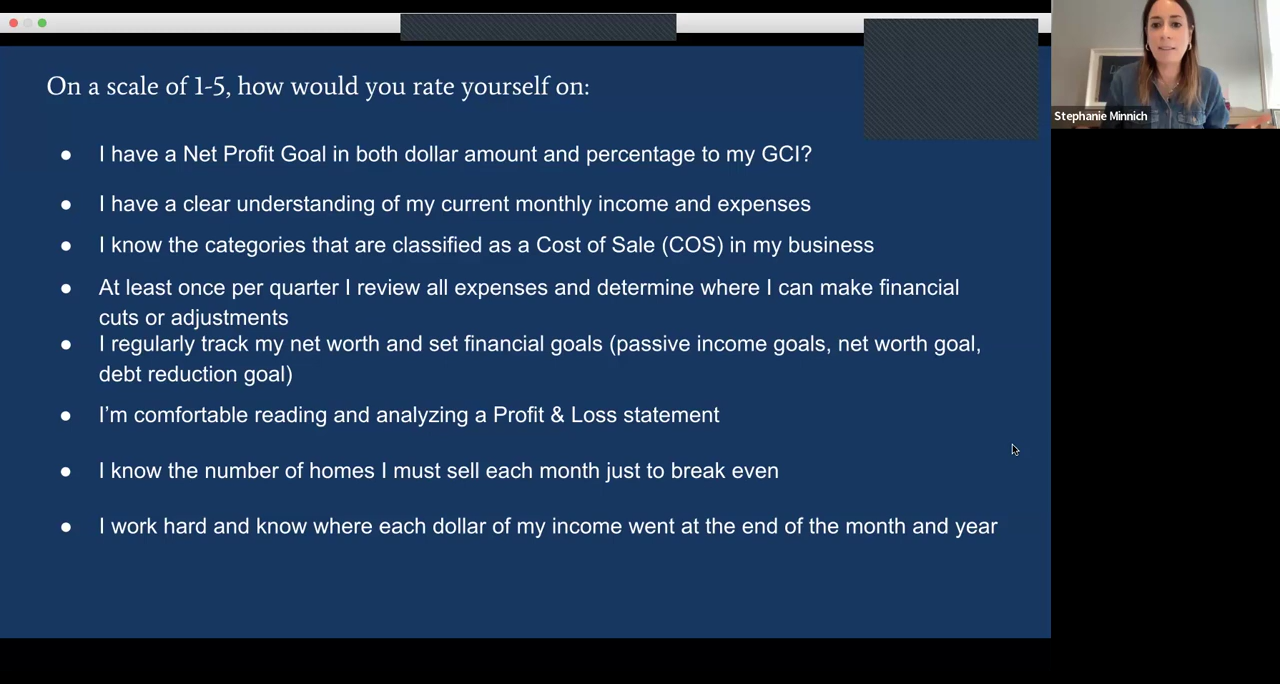 On a scale of 1-5, how would you rate yourself on:
● I have a Net Profit Goal in both dollar amount and percentage to my GCI?
● I have a clear understanding of my current monthly income and expenses
● I know the categories that are classified as a Cost of Sale (COS) in my business
● At least once per quarter I review all expenses and determine where I can make financial
cuts or adjustments
● I regularly track my net worth and set financial goals (passive income goals, net worth goal,
debt reduction goal)
● I’m comfortable reading and analyzing a Profit & Loss statement
● I know the number of homes I must sell each month just to break even
● I work hard and know where each dollar of my income went at the end of the month and year
Stephanie Minnich